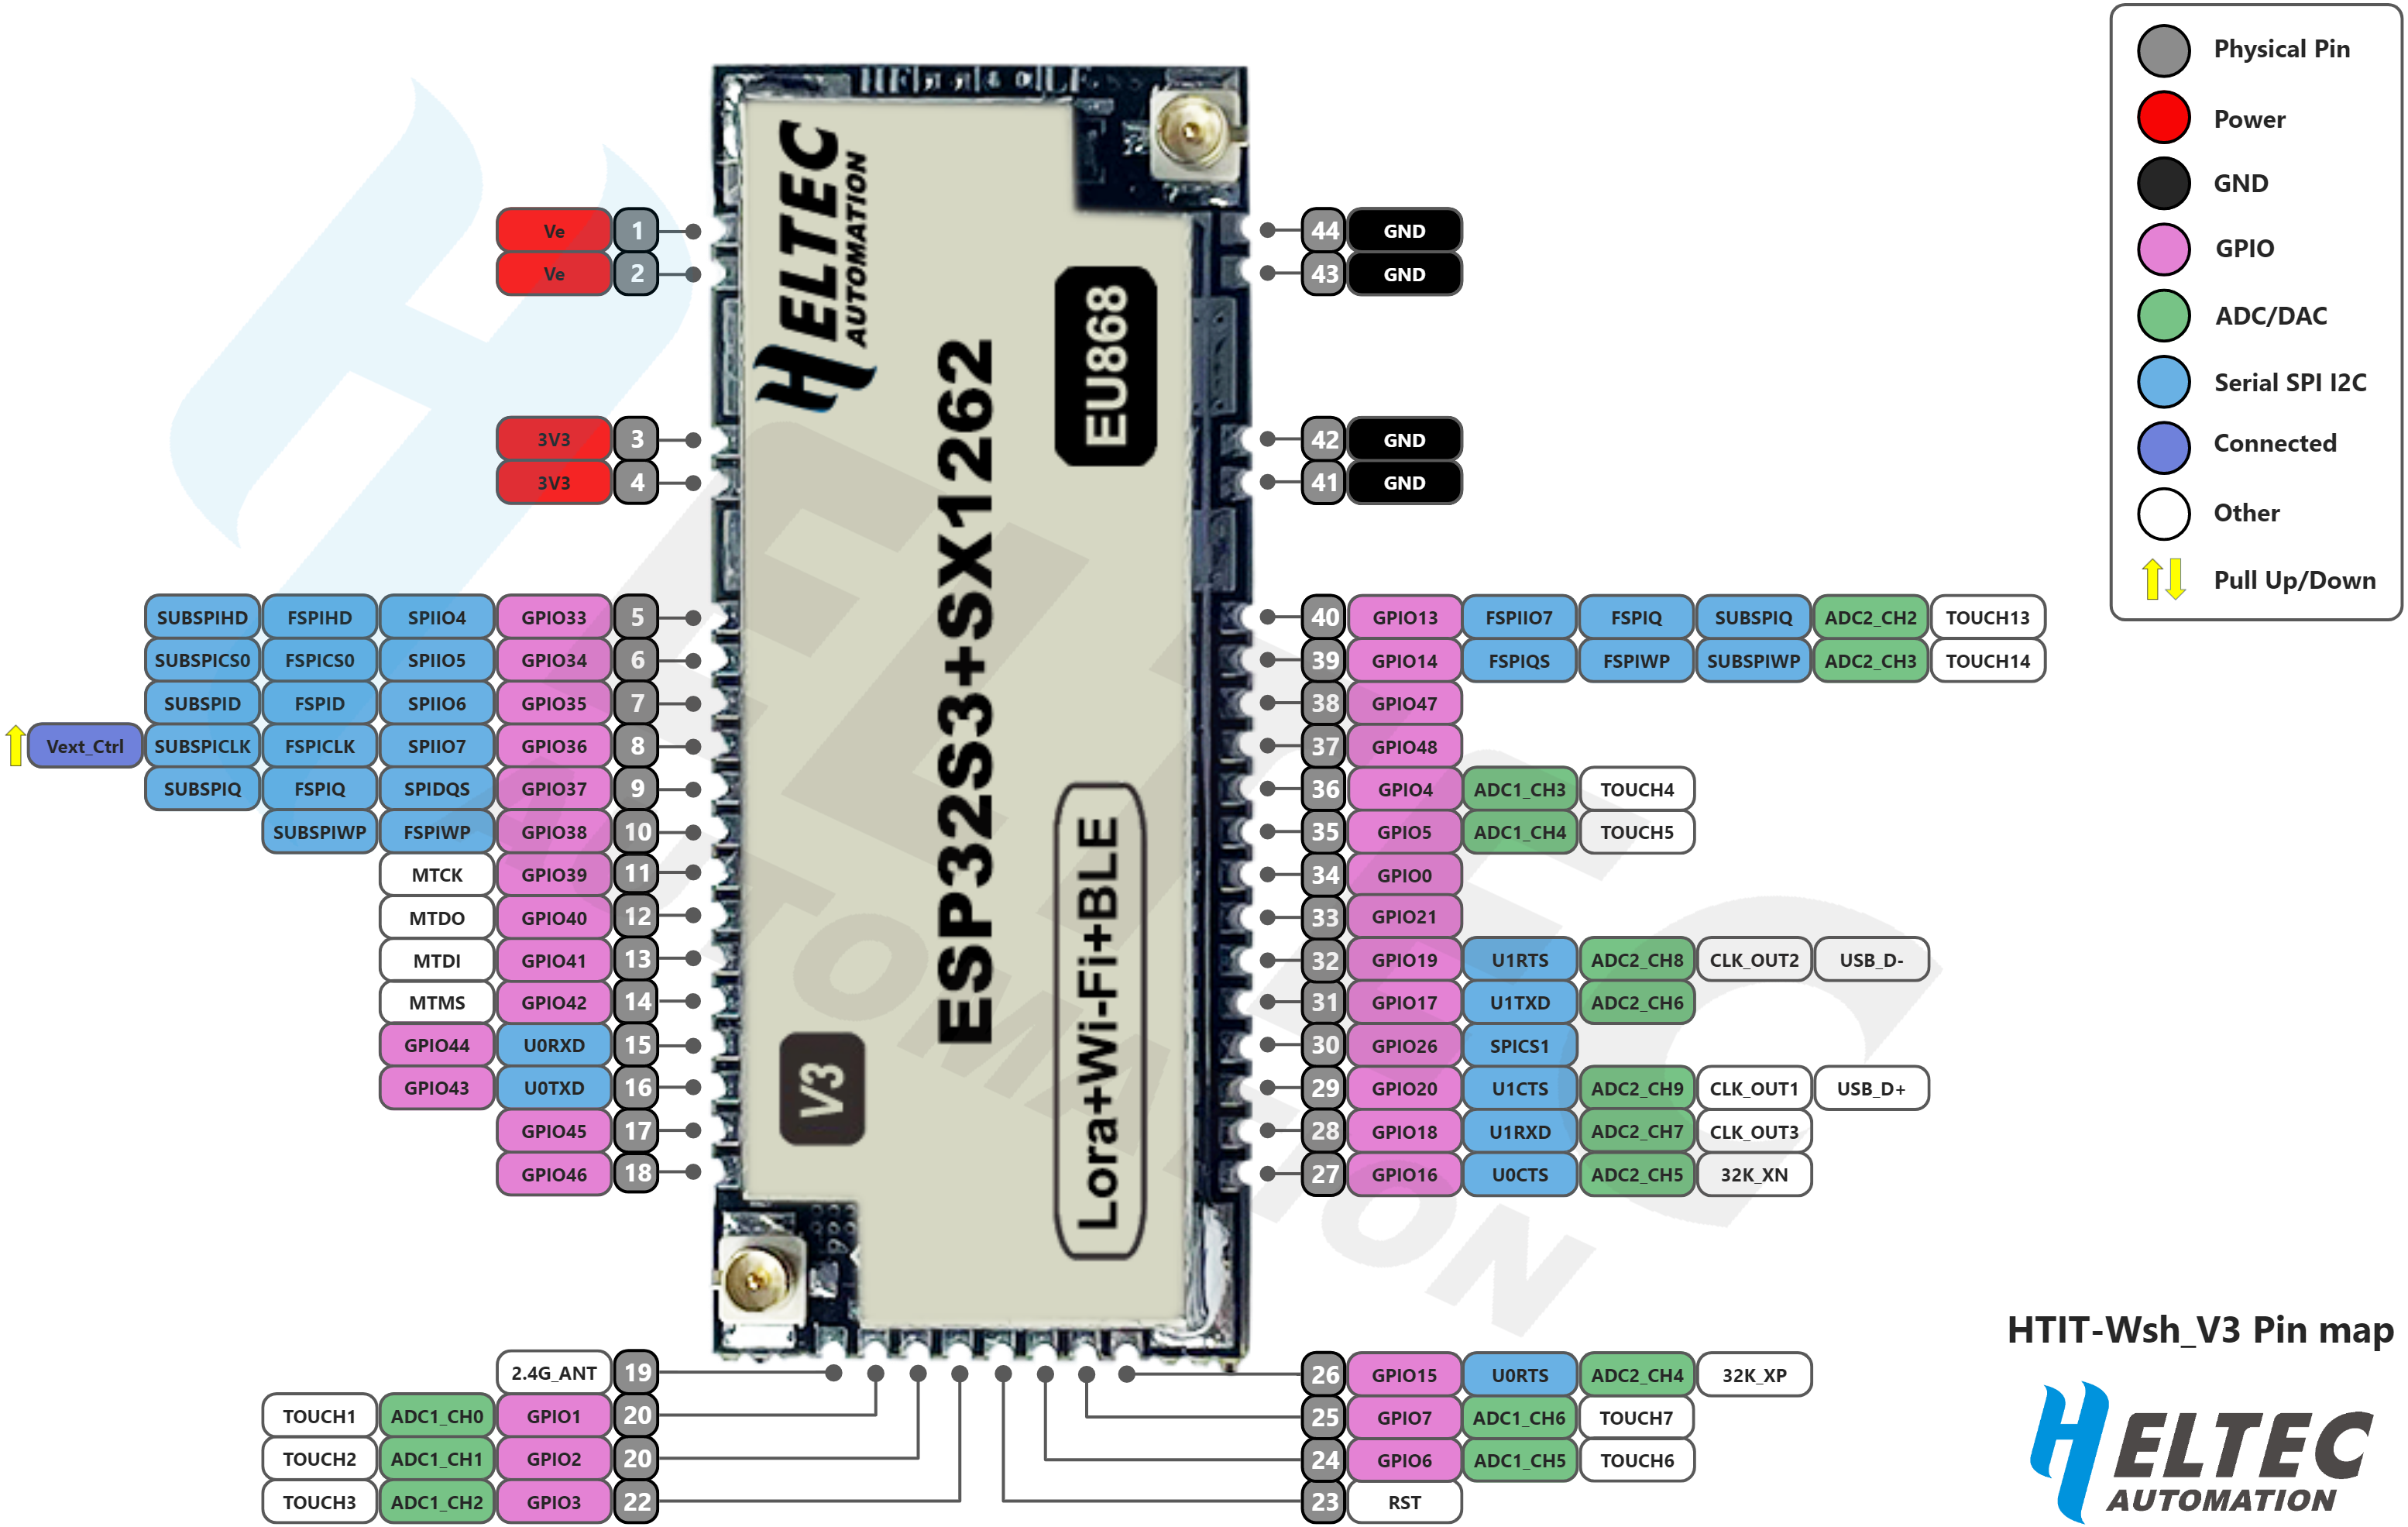 Physical Pin
Power
GND
GPIO
ADC/DAC
Serial SPI I2C
Connected
Other
Pull Up/Down
HELTEC
AUTOMATION
EU868
ESP32S3+SX1262
Lora+Wi-Fi+BLE
V3
Ve 1
Ve 2
3V3 3
3V3 4
SUBSPIHD FSPIHD SPIIO4 GPIO33 5
SUBSPICS0 FSPICS0 SPIIO5 GPIO34 6
SUBSPID FSPID SPIIO6 GPIO35 7
Vext_Ctrl SUBSPICLK FSPICLK SPIIO7 GPIO36 8
SUBSPIQ FSPIQ SPIDQS GPIO37 9
SUBSPIWP FSPIWP GPIO38 10
MTCK GPIO39 11
MTDO GPIO40 12
MTDI GPIO41 13
MTMS GPIO42 14
GPIO44 U0RXD 15
GPIO43 U0TXD 16
GPIO45 17
GPIO46 18
2.4G_ANT 19
TOUCH1 ADC1_CH0 GPIO1 20
TOUCH2 ADC1_CH1 GPIO2 20
TOUCH3 ADC1_CH2 GPIO3 22
44 GND
43 GND
42 GND
41 GND
40 GPIO13 FSPIIO7 FSPIQ SUBSPIQ ADC2_CH2 TOUCH13
39 GPIO14 FSPIQS FSPIWP SUBSPIWP ADC2_CH3 TOUCH14
38 GPIO47
37 GPIO48
36 GPIO4 ADC1_CH3 TOUCH4
35 GPIO5 ADC1_CH4 TOUCH5
34 GPIO0
33 GPIO21
32 GPIO19 U1RTS ADC2_CH8 CLK_OUT2 USB_D-
31 GPIO17 U1TXD ADC2_CH6
30 GPIO26 SPICS1
29 GPIO20 U1CTS ADC2_CH9 CLK_OUT1 USB_D+
28 GPIO18 U1RXD ADC2_CH7 CLK_OUT3
27 GPIO16 U0CTS ADC2_CH5 32K_XN
26 GPIO15 U0RTS ADC2_CH4 32K_XP
25 GPIO7 ADC1_CH6 TOUCH7
24 GPIO6 ADC1_CH5 TOUCH6
23 RST
HTIT-Wsh_V3 Pin map
HELTEC
AUTOMATION
HELTEC
AUTOMATION